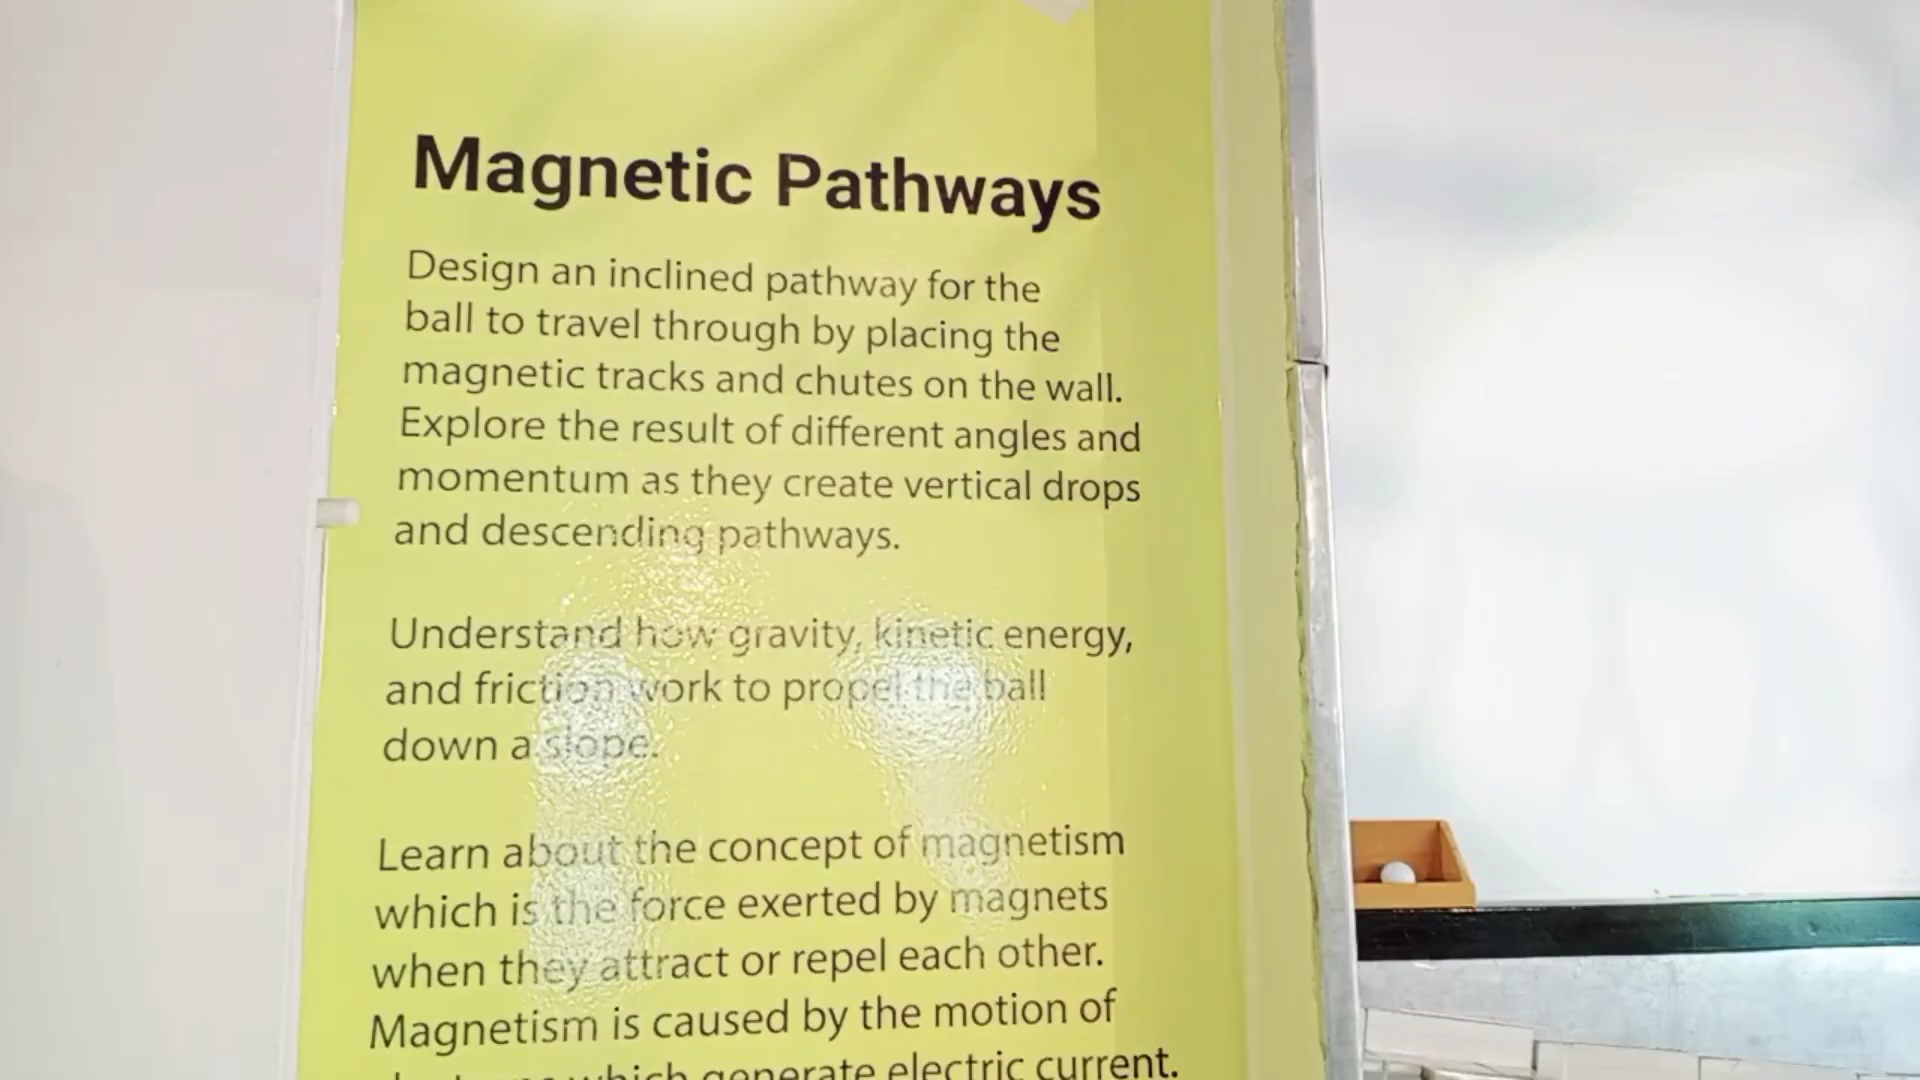 Magnetic Pathways
Design an inclined pathway for the
ball to travel through by placing the
magnetic tracks and chutes on the wall.
Explore the result of different angles and
momentum as they create vertical drops
and descending pathways.
Understand how gravity, kinetic energy,
and friction work to propel the ball
down a slope.
Learn about the concept of magnetism
which is the force exerted by magnets
when they attract or repel each other.
Magnetism is caused by the motion of
which generate electric current.